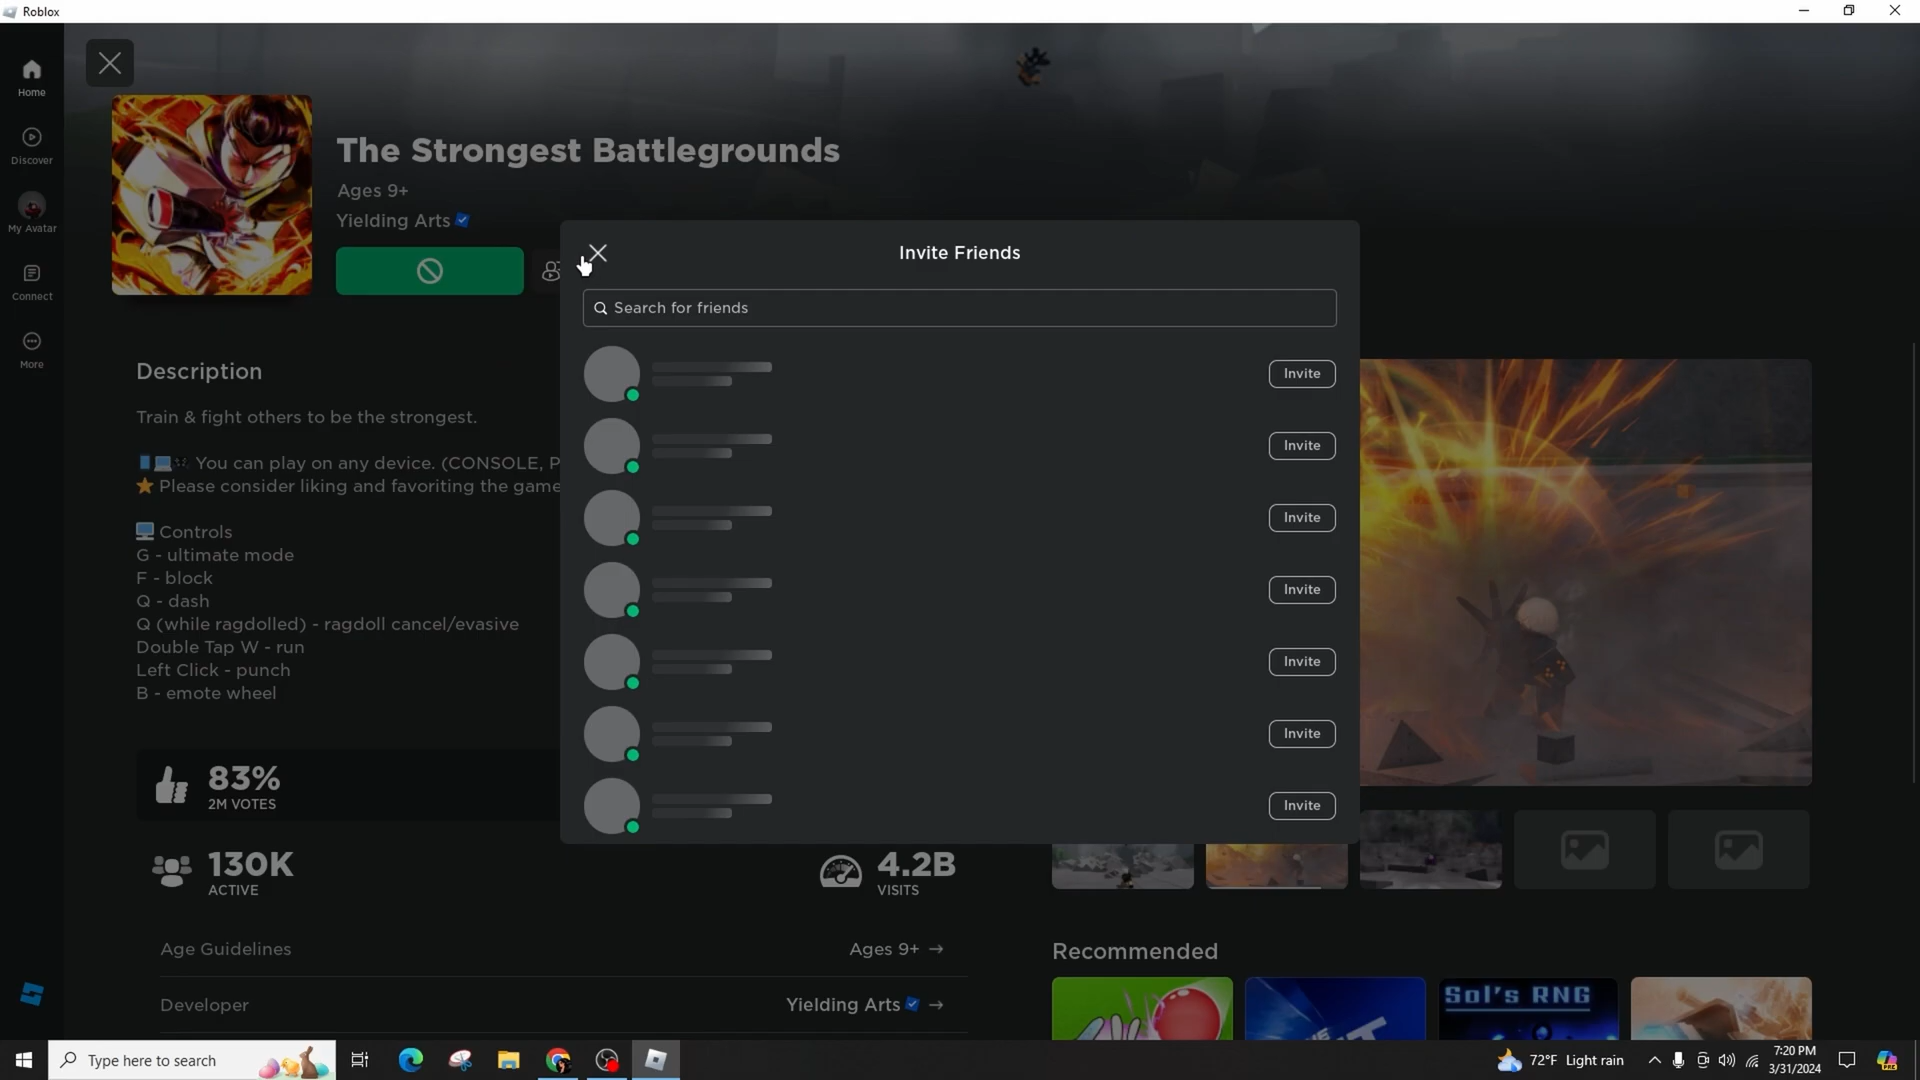 Roblox
Home
Discover
My Avatar
Connect
More
The Strongest Battlegrounds
Ages 9+
Yielding Arts
Description
Train & fight others to be the strongest.
You can play on any device. (CONSOLE, P
Please consider liking and favoriting the game
Controls
G - ultimate mode
F - block
Q - dash
Q (while ragdolled) - ragdoll cancel/evasive
Double Tap W - run
Left Click - punch
B - emote wheel
83%
2M VOTES
130K
ACTIVE
4.2B
VISITS
Age Guidelines
Ages 9+ →
Developer
Yielding Arts →
Invite Friends
Search for friends
Invite
Invite
Invite
Invite
Invite
Invite
Invite
Recommended
Sol's RNG
Type here to search
72°F Light rain
7:20 PM
3/31/2024